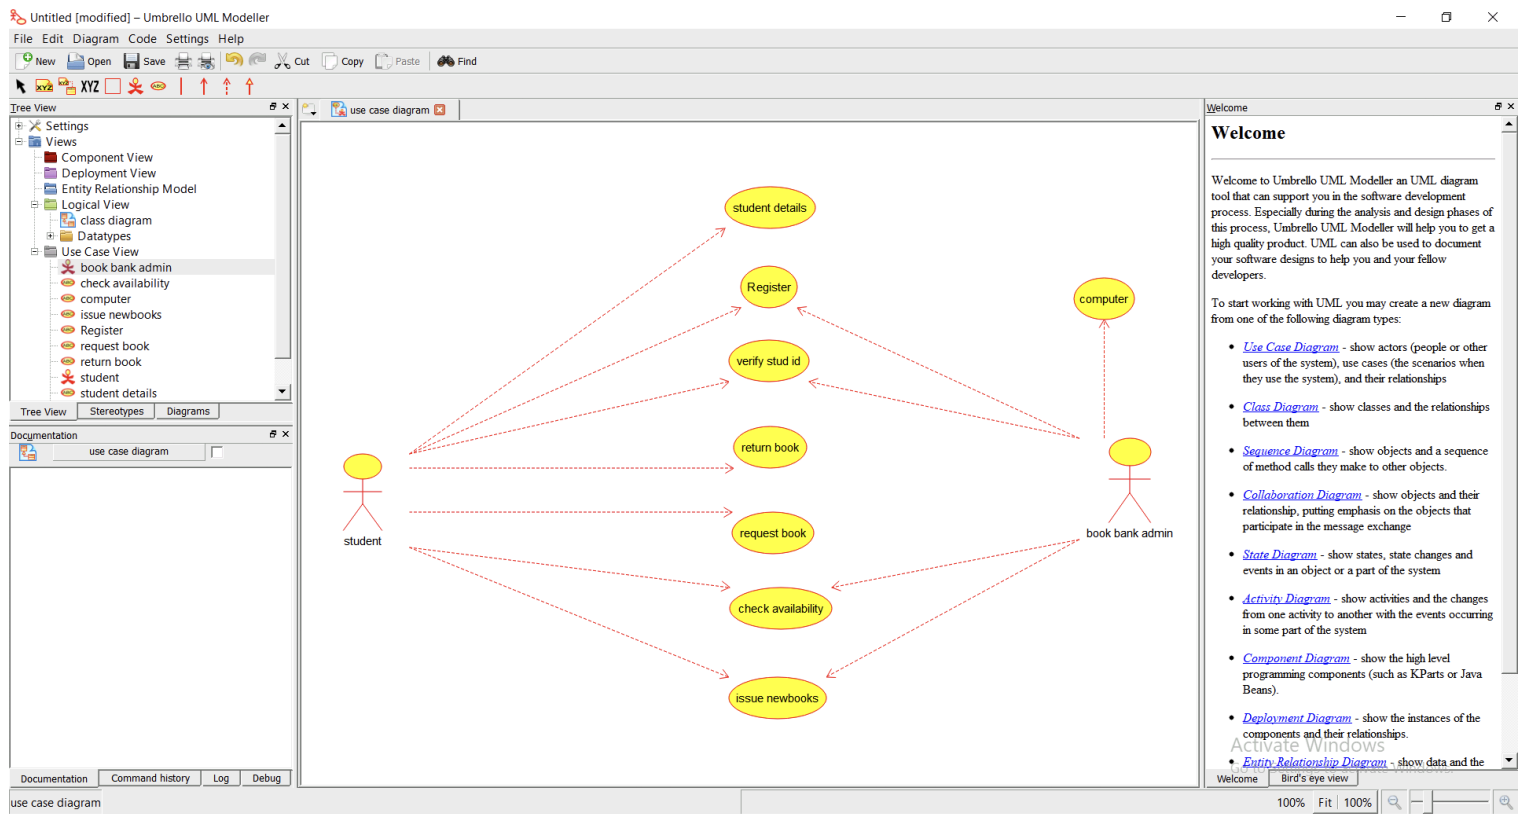 Untitled [modified] – Umbrello UML Modeller
File Edit Diagram Code Settings Help
New Open Save Cut Copy Paste Find
XYZ XYZ XYZ ABC
Tree View
Settings
Views
Component View
Deployment View
Entity Relationship Model
Logical View
class diagram
Datatypes
Use Case View
book bank admin
check availability
computer
issue newbooks
Register
request book
return book
student
student details
Tree View Stereotypes Diagrams
Documentation
use case diagram
Documentation Command history Log Debug
use case diagram
student details
Register
computer
verify stud id
return book
request book
student
book bank admin
check availability
issue newbooks
Welcome
Welcome
Welcome to Umbrello UML Modeller an UML diagram
tool that can support you in the software development
process. Especially during the analysis and design phases of
this process, Umbrello UML Modeller will help you to get a
high quality product. UML can also be used to document
your software designs to help you and your fellow
developers.
To start working with UML you may create a new diagram
from one of the following diagram types:
• Use Case Diagram - show actors (people or other
users of the system), use cases (the scenarios when
they use the system), and their relationships
• Class Diagram - show classes and the relationships
between them
• Sequence Diagram - show objects and a sequence
of method calls they make to other objects.
• Collaboration Diagram - show objects and their
relationship, putting emphasis on the objects that
participate in the message exchange
• State Diagram - show states, state changes and
events in an object or a part of the system
• Activity Diagram - show activities and the changes
from one activity to another with the events occurring
in some part of the system
• Component Diagram - show the high level
programming components (such as KParts or Java
Beans).
• Deployment Diagram - show the instances of the
components and their relationships.
Activate Windows
• Entity Relationship Diagram - show data and the
Welcome Bird's eye view
use case diagram
100% Fit 100%